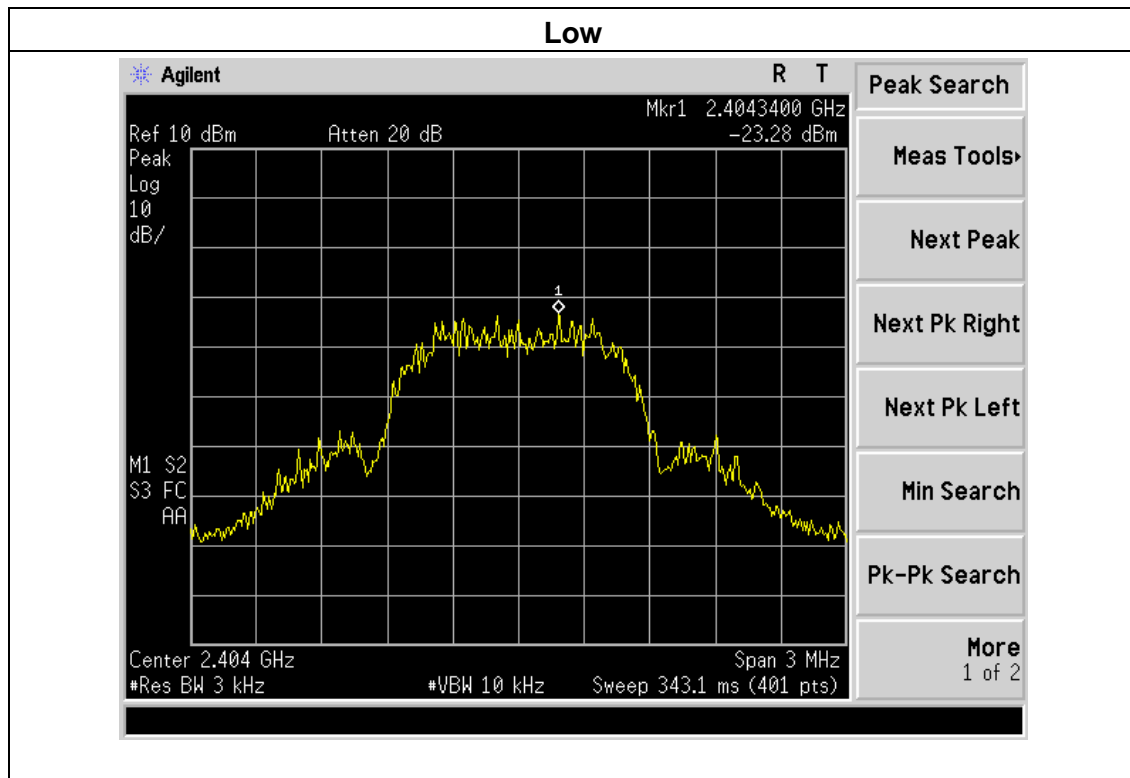 Low
Agilent R T
Mkr1 2.4043400 GHz
Ref 10 dBm Atten 20 dB -23.28 dBm
Peak
Log
10
dB/
1
M1 S2
S3 FC
AA
Center 2.404 GHz Span 3 MHz
#Res BW 3 kHz #VBW 10 kHz Sweep 343.1 ms (401 pts)
Peak Search
Meas Tools
Next Peak
Next Pk Right
Next Pk Left
Min Search
Pk-Pk Search
More
1 of 2